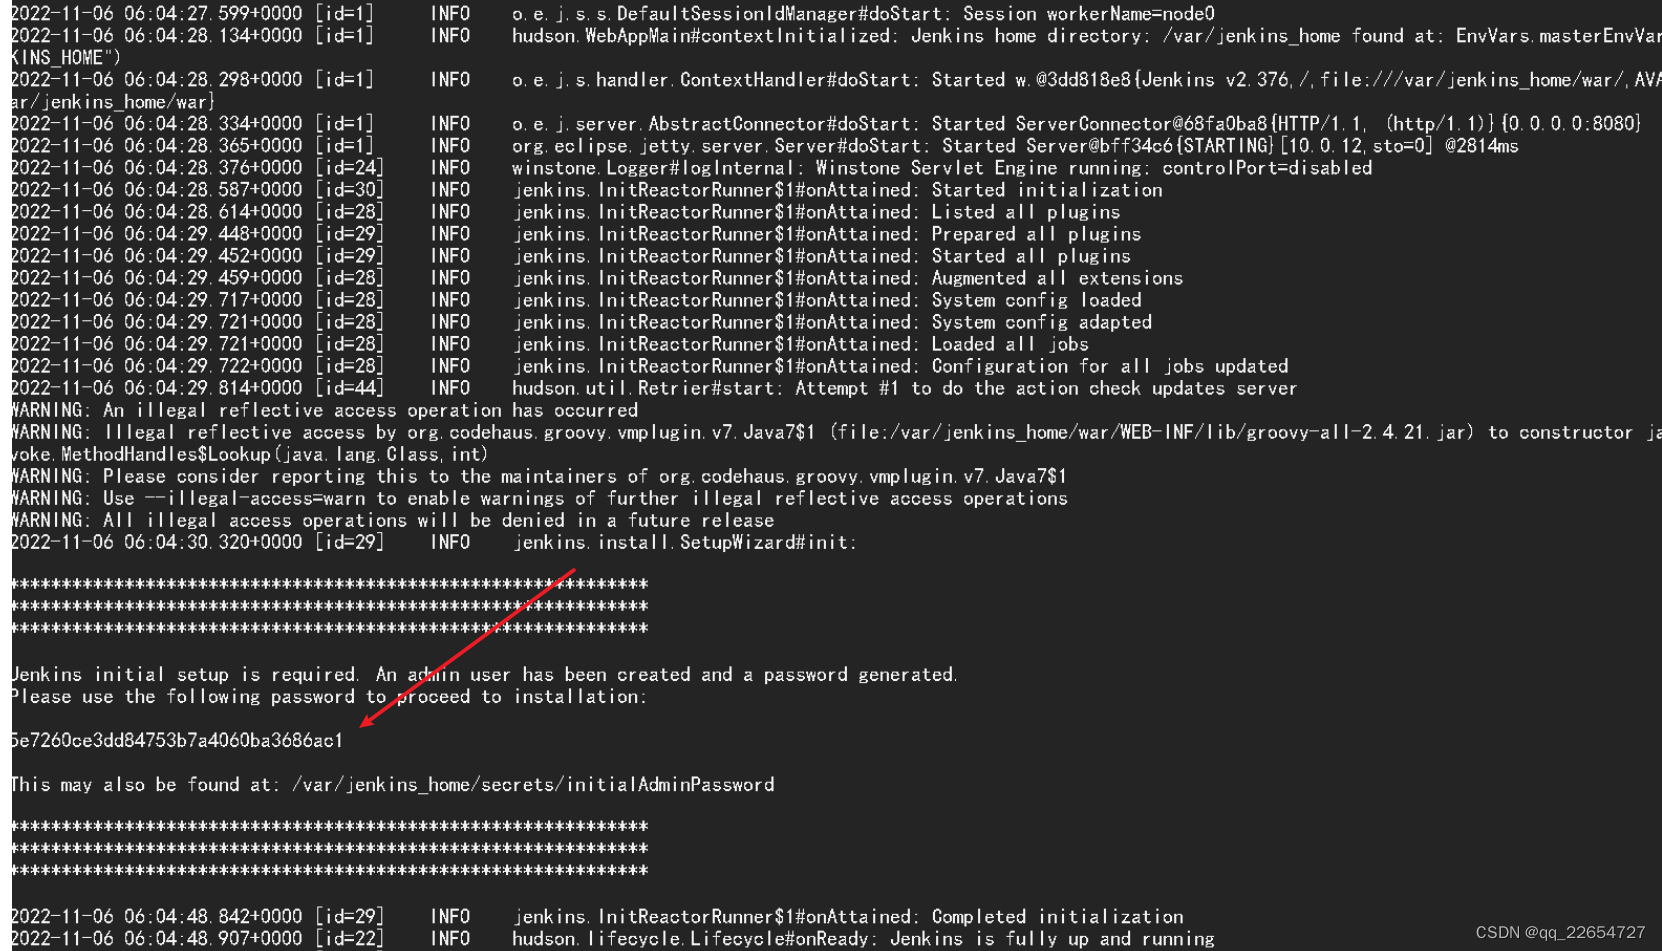 2022-11-06 06:04:27.599+0000 [id=1] INFO o.e.j.s.s.DefaultSessionIdManager#doStart: Session workerName=node0
2022-11-06 06:04:28.134+0000 [id=1] INFO hudson.WebAppMain#contextInitialized: Jenkins home directory: /var/jenkins_home found at: EnvVars.masterEnvVar
KINS_HOME")
2022-11-06 06:04:28.298+0000 [id=1] INFO o.e.j.s.handler.ContextHandler#doStart: Started w.@3dd818e8{Jenkins v2.376,/,file:///var/jenkins_home/war/,AVA
ar/jenkins_home/war}
2022-11-06 06:04:28.334+0000 [id=1] INFO o.e.j.server.AbstractConnector#doStart: Started ServerConnector@68fa0ba8{HTTP/1.1, (http/1.1)}{0.0.0.0:8080}
2022-11-06 06:04:28.365+0000 [id=1] INFO org.eclipse.jetty.server.Server#doStart: Started Server@bff34c6{STARTING}[10.0.12,sto=0] @2814ms
2022-11-06 06:04:28.376+0000 [id=24] INFO winstone.Logger#logInternal: Winstone Servlet Engine running: controlPort=disabled
2022-11-06 06:04:28.587+0000 [id=30] INFO jenkins.InitReactorRunner$1#onAttained: Started initialization
2022-11-06 06:04:28.614+0000 [id=28] INFO jenkins.InitReactorRunner$1#onAttained: Listed all plugins
2022-11-06 06:04:29.448+0000 [id=29] INFO jenkins.InitReactorRunner$1#onAttained: Prepared all plugins
2022-11-06 06:04:29.452+0000 [id=29] INFO jenkins.InitReactorRunner$1#onAttained: Started all plugins
2022-11-06 06:04:29.459+0000 [id=28] INFO jenkins.InitReactorRunner$1#onAttained: Augmented all extensions
2022-11-06 06:04:29.717+0000 [id=28] INFO jenkins.InitReactorRunner$1#onAttained: System config loaded
2022-11-06 06:04:29.721+0000 [id=28] INFO jenkins.InitReactorRunner$1#onAttained: System config adapted
2022-11-06 06:04:29.721+0000 [id=28] INFO jenkins.InitReactorRunner$1#onAttained: Loaded all jobs
2022-11-06 06:04:29.722+0000 [id=28] INFO jenkins.InitReactorRunner$1#onAttained: Configuration for all jobs updated
2022-11-06 06:04:29.814+0000 [id=44] INFO hudson.util.Retrier#start: Attempt #1 to do the action check updates server
WARNING: An illegal reflective access operation has occurred
WARNING: Illegal reflective access by org.codehaus.groovy.vmplugin.v7.Java7$1 (file:/var/jenkins_home/war/WEB-INF/lib/groovy-all-2.4.21.jar) to constructor ja
voke.MethodHandles$Lookup(java.lang.Class,int)
WARNING: Please consider reporting this to the maintainers of org.codehaus.groovy.vmplugin.v7.Java7$1
WARNING: Use --illegal-access=warn to enable warnings of further illegal reflective access operations
WARNING: All illegal access operations will be denied in a future release
2022-11-06 06:04:30.320+0000 [id=29] INFO jenkins.install.SetupWizard#init:
*************************************************************
*************************************************************
*************************************************************
Jenkins initial setup is required. An admin user has been created and a password generated.
Please use the following password to proceed to installation:
5e7260ce3dd84753b7a4060ba3686ac1
This may also be found at: /var/jenkins_home/secrets/initialAdminPassword
*************************************************************
*************************************************************
*************************************************************
2022-11-06 06:04:48.842+0000 [id=29] INFO jenkins.InitReactorRunner$1#onAttained: Completed initialization
2022-11-06 06:04:48.907+0000 [id=22] INFO hudson.lifecycle.Lifecycle#onReady: Jenkins is fully up and running
CSDN @qq_22654727